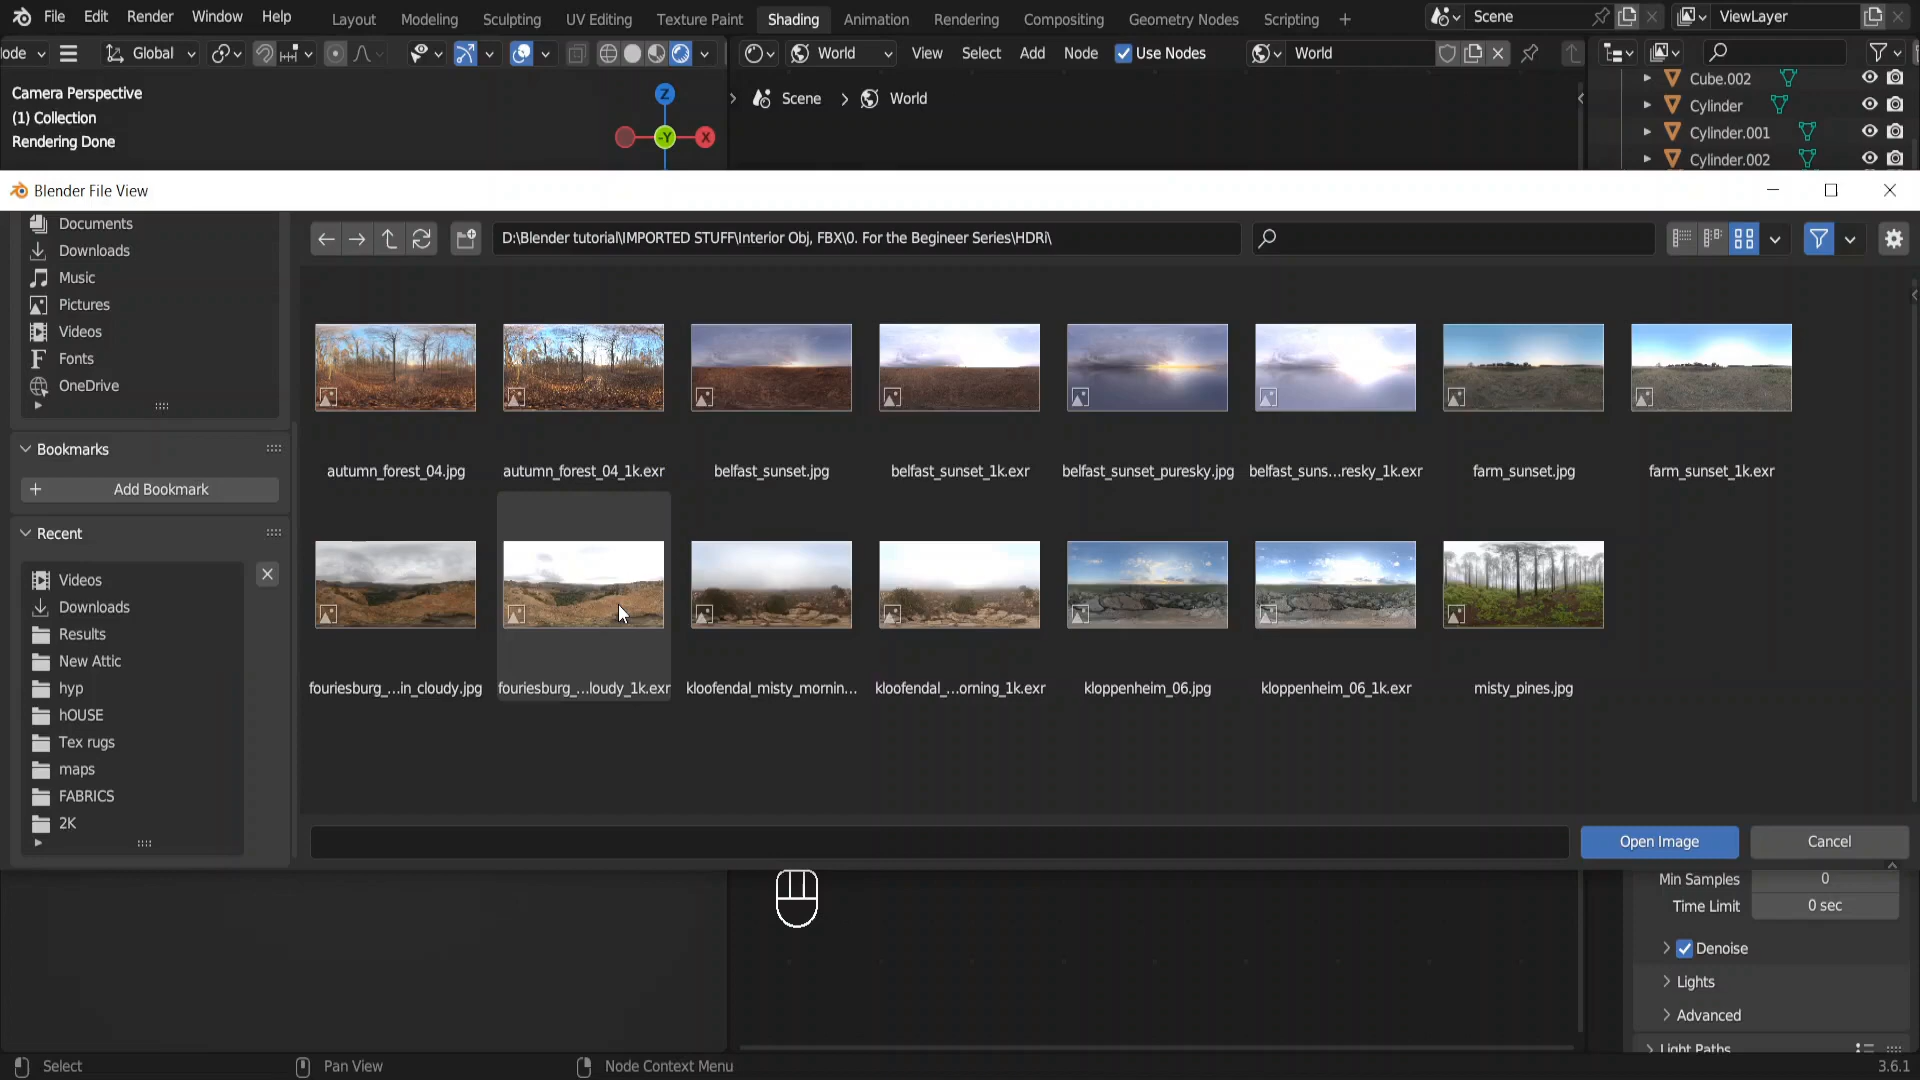 File Edit Render Window Help Layout Modeling Sculpting UV Editing Texture Paint Shading Animation Rendering Compositing Geometry Nodes Scripting + Scene ViewLayer
ode Global World View Select Add Node Use Nodes World
Cube.002
Camera Perspective
(1) Collection
Rendering Done
Z
-Y
X
Scene > World
Cylinder
Cylinder.001
Cylinder.002
Blender File View
Documents
Downloads
Music
Pictures
Videos
Fonts
OneDrive
D:\Blender tutorial\IMPORTED STUFF\Interior Obj, FBX\0. For the Begineer Series\HDRi\
autumn_forest_04.jpg autumn_forest_04_1k.exr belfast_sunset.jpg belfast_sunset_1k.exr belfast_sunset_puresky.jpg belfast_suns...resky_1k.exr farm_sunset.jpg farm_sunset_1k.exr
Bookmarks
+ Add Bookmark
Recent
Videos
Downloads
Results
New Attic
hyp
hOUSE
Tex rugs
maps
FABRICS
2K
fouriesburg_...in_cloudy.jpg fouriesburg_...loudy_1k.exr kloofendal_misty_mornin... kloofendal_...orning_1k.exr kloppenheim_06.jpg kloppenheim_06_1k.exr misty_pines.jpg
Open Image Cancel
Min Samples 0
Time Limit 0 sec
Denoise
Lights
Advanced
Light Paths
Select Pan View Node Context Menu 3.6.1